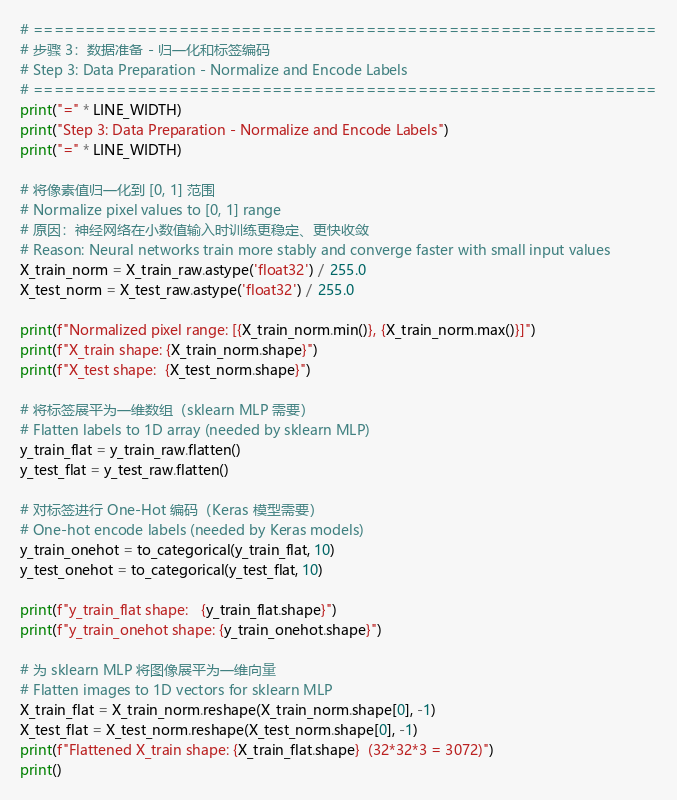 # ============================================================
# 步骤 3：数据准备 - 归一化和标签编码
# Step 3: Data Preparation - Normalize and Encode Labels
# ============================================================
print("=" * LINE_WIDTH)
print("Step 3: Data Preparation - Normalize and Encode Labels")
print("=" * LINE_WIDTH)
# 将像素值归一化到 [0, 1] 范围
# Normalize pixel values to [0, 1] range
# 原因：神经网络在小数值输入时训练更稳定、更快收敛
# Reason: Neural networks train more stably and converge faster with small input values
X_train_norm = X_train_raw.astype('float32') / 255.0
X_test_norm = X_test_raw.astype('float32') / 255.0
print(f"Normalized pixel range: [{X_train_norm.min()}, {X_train_norm.max()}]")
print(f"X_train shape: {X_train_norm.shape}")
print(f"X_test shape:  {X_test_norm.shape}")
# 将标签展平为一维数组（sklearn MLP 需要）
# Flatten labels to 1D array (needed by sklearn MLP)
y_train_flat = y_train_raw.flatten()
y_test_flat = y_test_raw.flatten()
# 对标签进行 One-Hot 编码（Keras 模型需要）
# One-hot encode labels (needed by Keras models)
y_train_onehot = to_categorical(y_train_flat, 10)
y_test_onehot = to_categorical(y_test_flat, 10)
print(f"y_train_flat shape:   {y_train_flat.shape}")
print(f"y_train_onehot shape: {y_train_onehot.shape}")
# 为 sklearn MLP 将图像展平为一维向量
# Flatten images to 1D vectors for sklearn MLP
X_train_flat = X_train_norm.reshape(X_train_norm.shape[0], -1)
X_test_flat = X_test_norm.reshape(X_test_norm.shape[0], -1)
print(f"Flattened X_train shape: {X_train_flat.shape}  (32*32*3 = 3072)")
print()